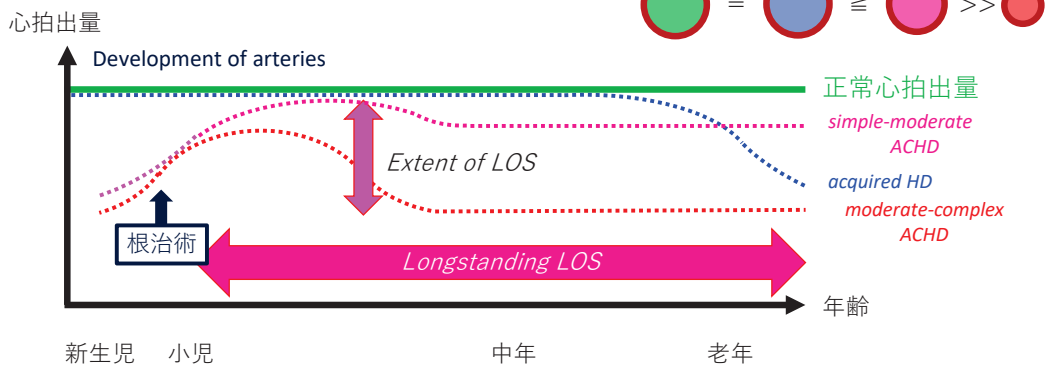 = ≦ >>
心拍出量
Development of arteries
正常心拍出量
simple-moderate
ACHD
Extent of LOS
acquired HD
moderate-complex
ACHD
根治術
Longstanding LOS
年齢
新生児 小児 中年 老年